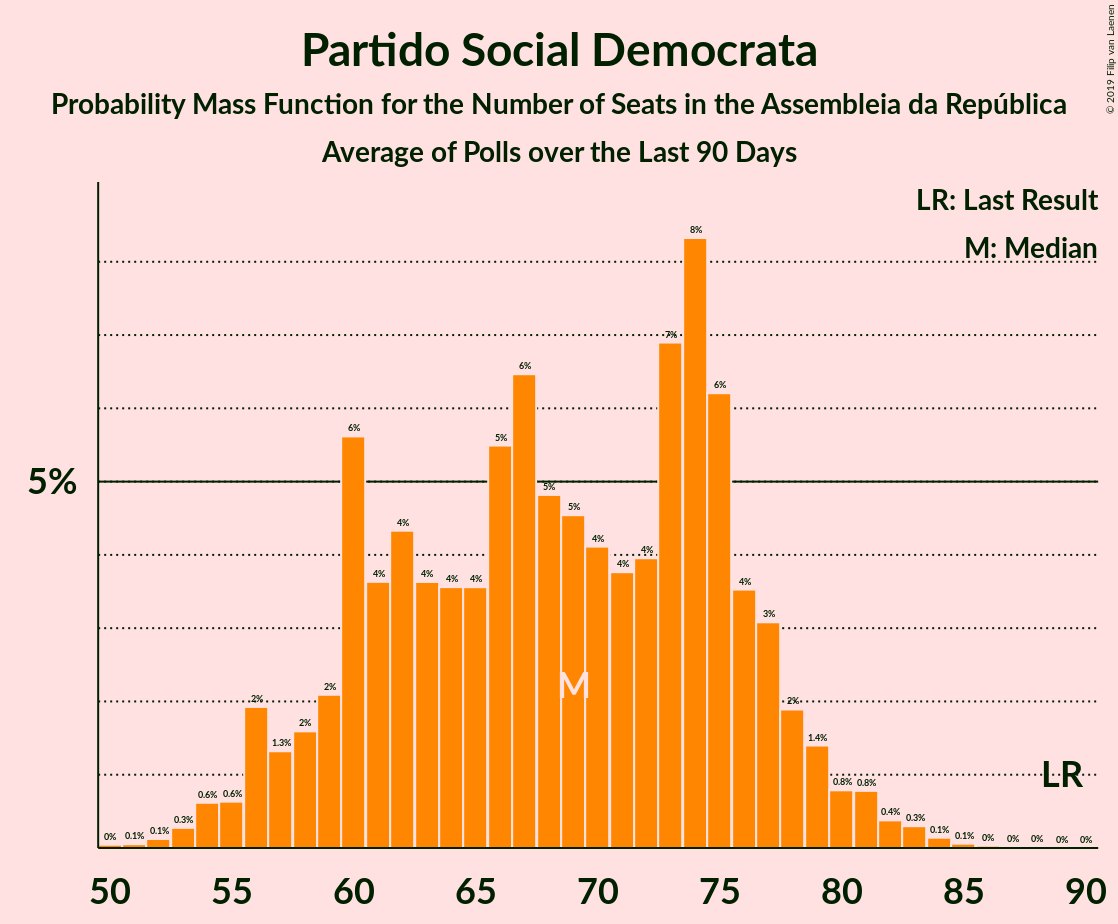 Partido Social Democrata
Probability Mass Function for the Number of Seats in the Assembleia da República
Average of Polls over the Last 90 Days
© 2019 Filip van Laenen
LR: Last Result
M: Median
5%
0% 0.1% 0.1% 0.3% 0.6% 0.6% 2% 1.3% 2% 2% 6% 4% 4% 4% 4% 4% 5% 6% 5% 5% 4% 4% 4% 7% 8% 6% 4% 3% 2% 1.4% 0.8% 0.8% 0.4% 0.3% 0.1% 0.1% 0% 0% 0% 0% 0%
M
LR
50 55 60 65 70 75 80 85 90